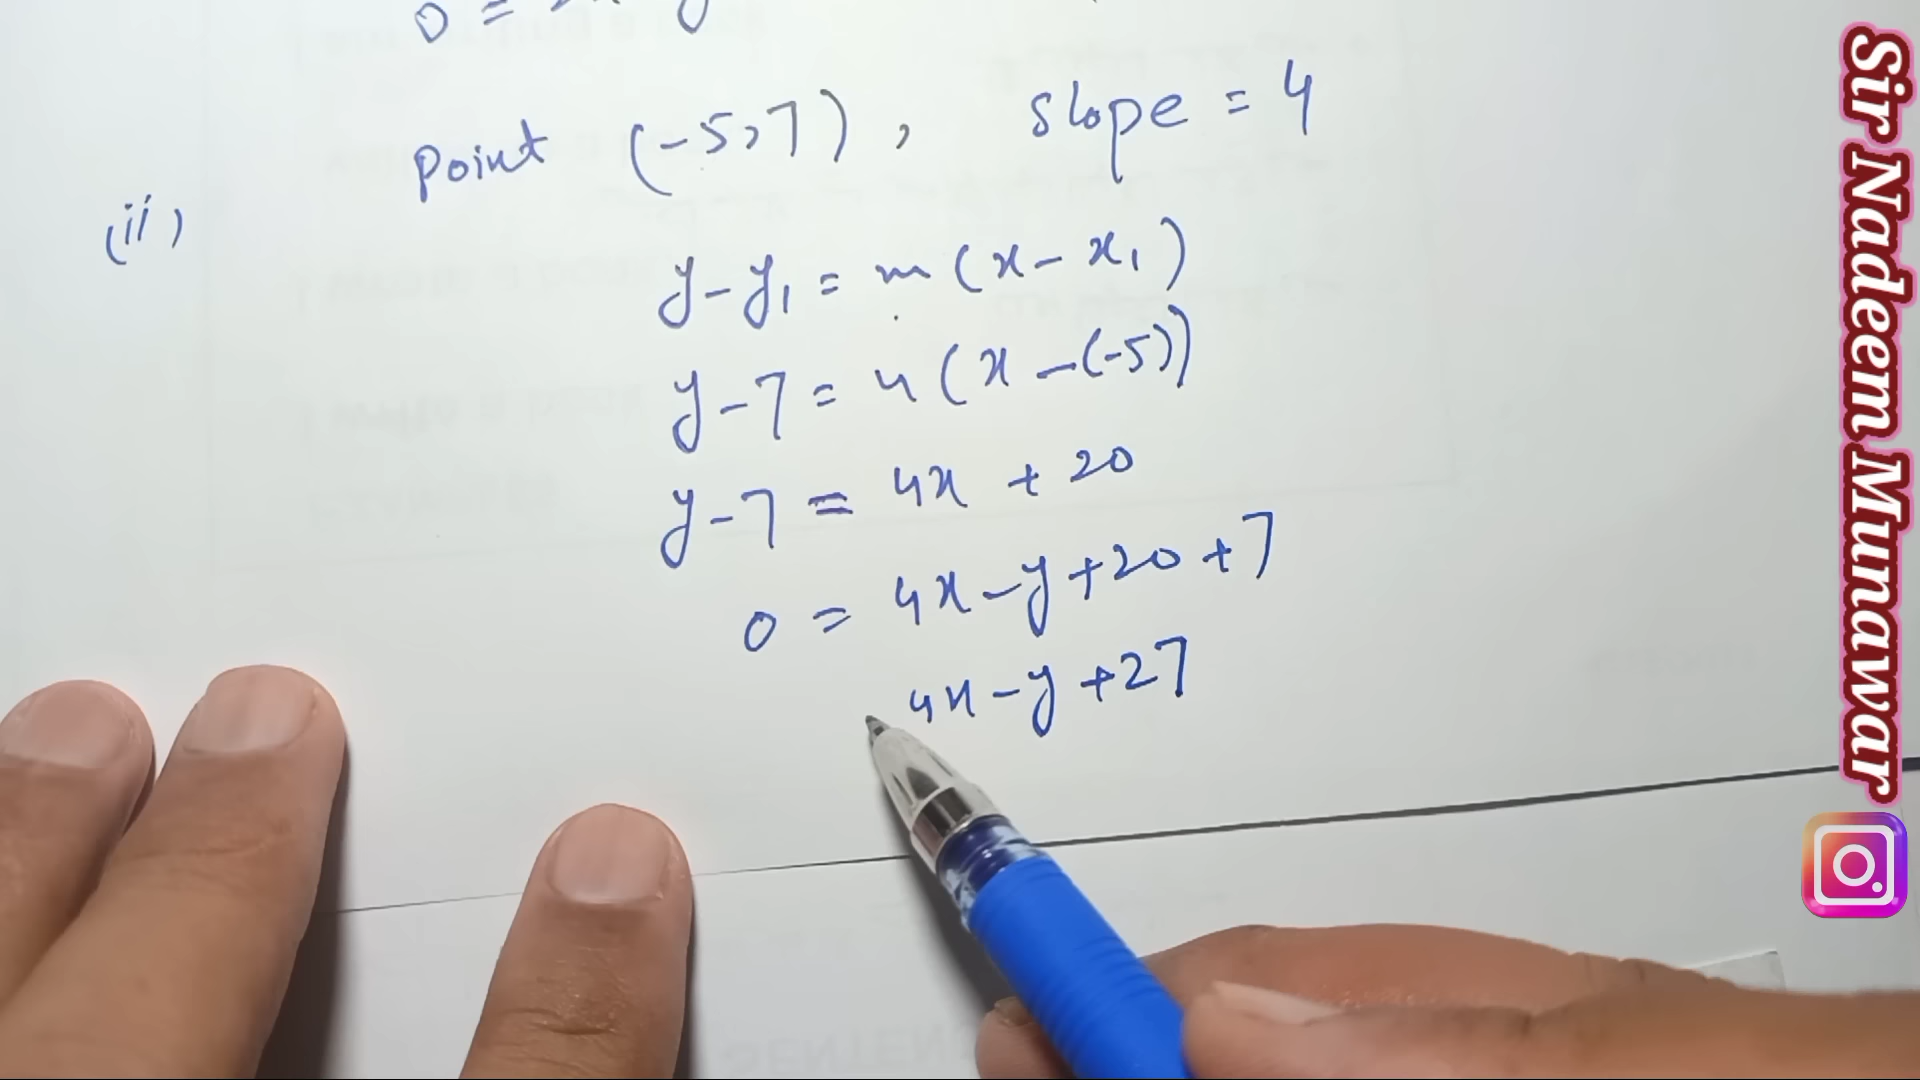 0 =
Point (-5,7), slope = 4
(ii)
y-y₁ = m(x-x₁)
y-7 = 4(x-(-5))
y-7 = 4x + 20
0 = 4x-y+20+7
4x-y+27
Sir Nadeem Munawar